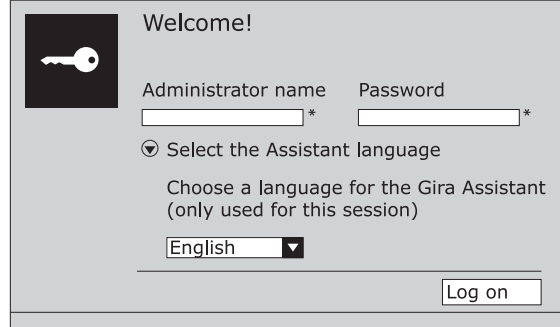 Welcome!
Administrator name Password
* *
Select the Assistant language
Choose a language for the Gira Assistant
(only used for this session)
English
Log on